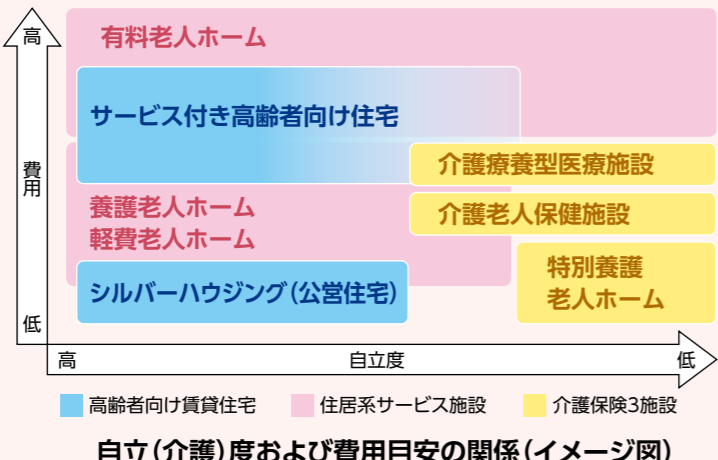 高
有料老人ホーム
サービス付き高齢者向け住宅
費用
介護療養型医療施設
養護老人ホーム
軽費老人ホーム
介護老人保健施設
シルバーハウジング（公営住宅）
特別養護
老人ホーム
低
高
自立度
低
高齢者向け賃貸住宅
住居系サービス施設
介護保険3施設
自立（介護）度および費用目安の関係（イメージ図）